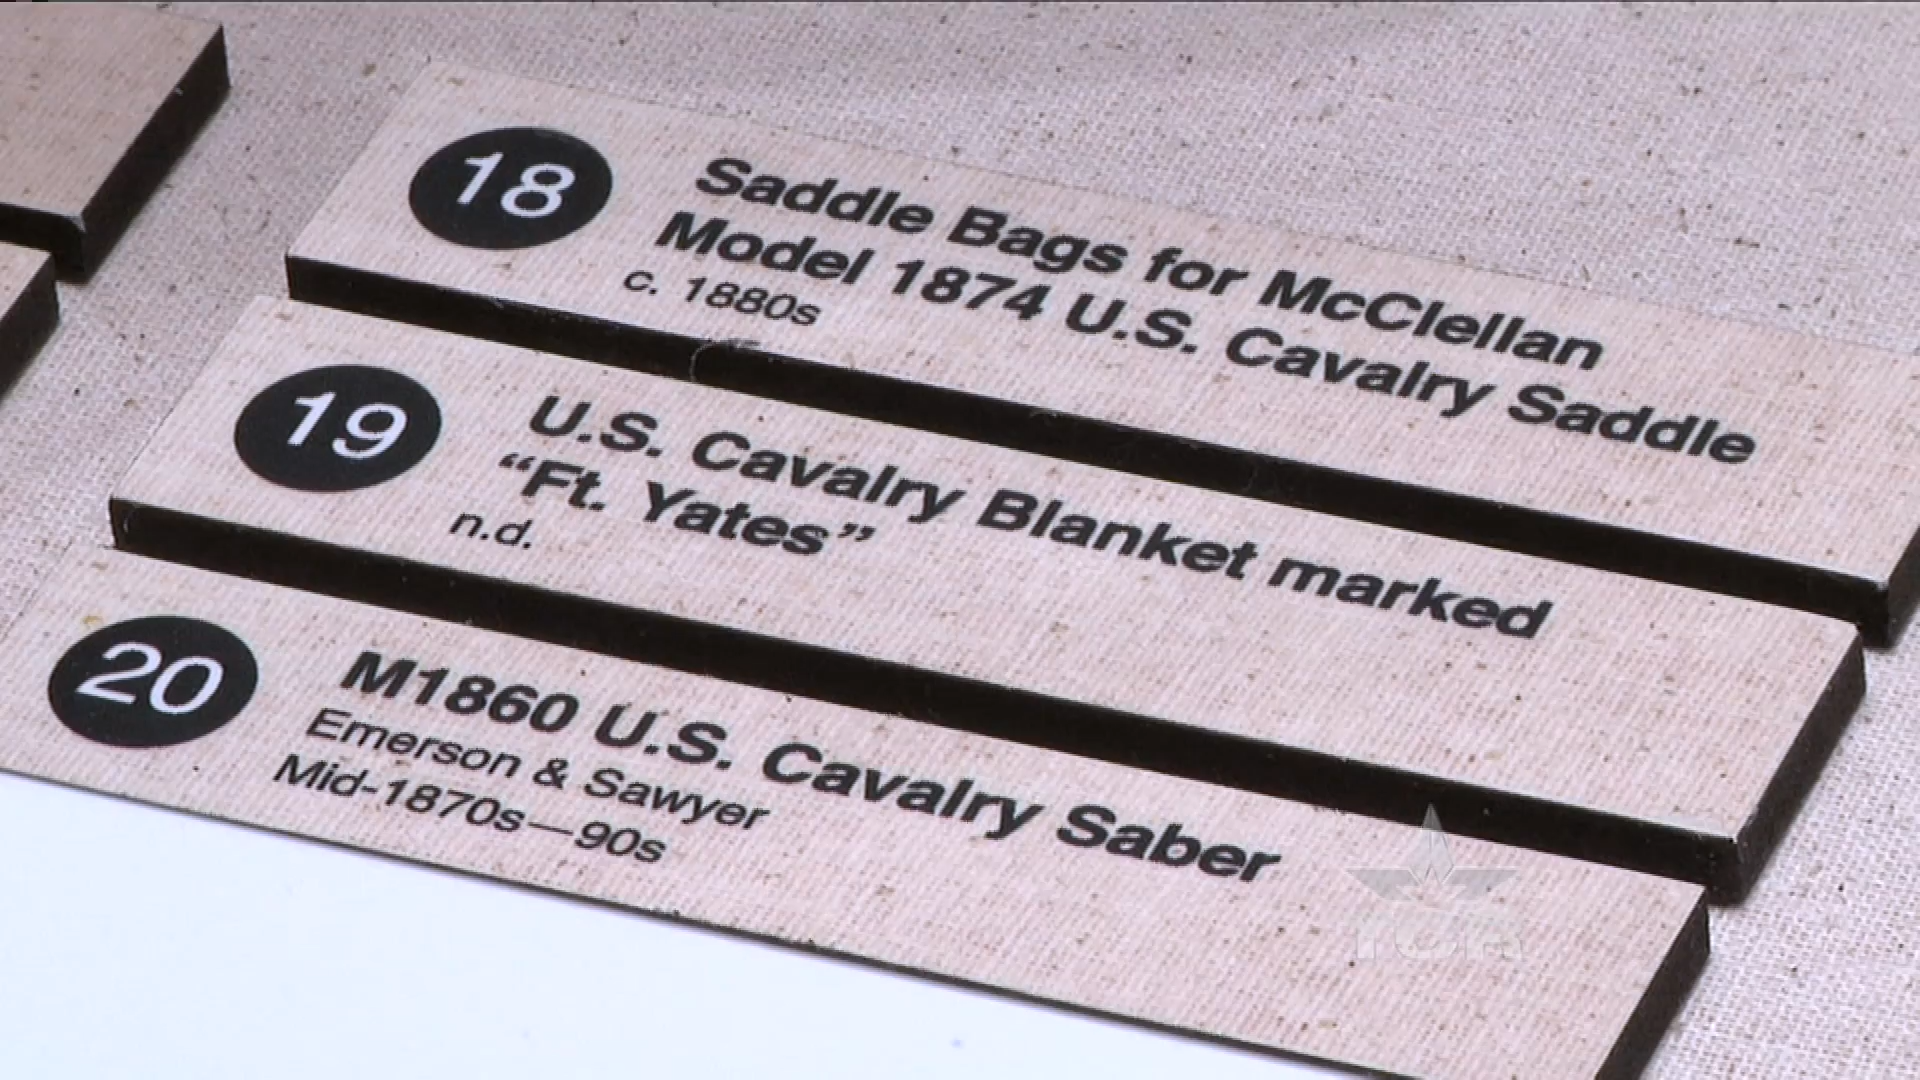 18
Saddle Bags for McClellan
Model 1874 U.S. Cavalry Saddle
c. 1880s
19
U.S. Cavalry Blanket marked
“Ft. Yates”
n.d.
20
M1860 U.S. Cavalry Saber
Emerson & Sawyer
Mid-1870s—90s